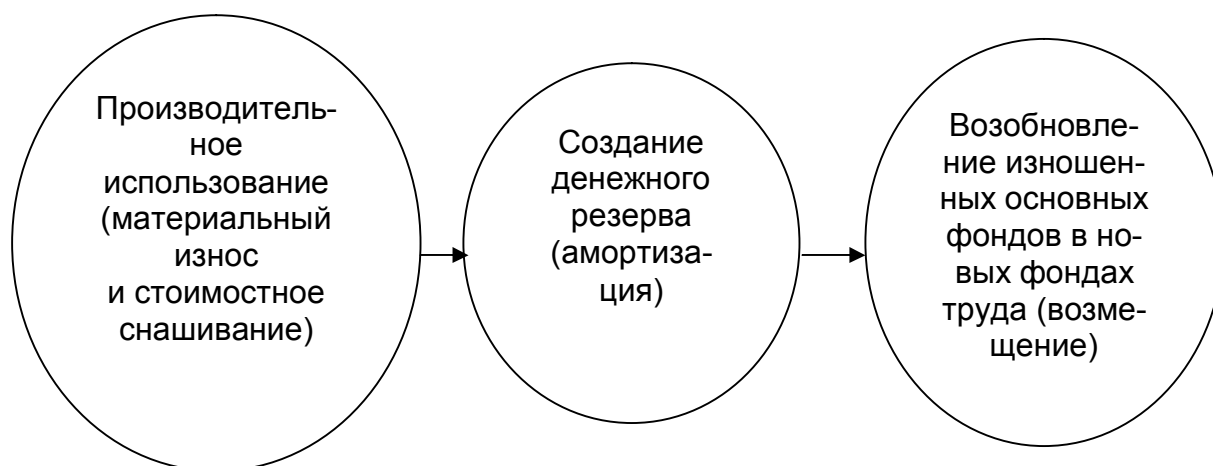 Производитель-
ное
использование
(материальный
износ
и стоимостное
снашивание)
Создание
денежного
резерва
(амортиза-
ция)
Возобновле-
ние изношен-
ных основных
фондов в но-
вых фондах
труда (возме-
щение)